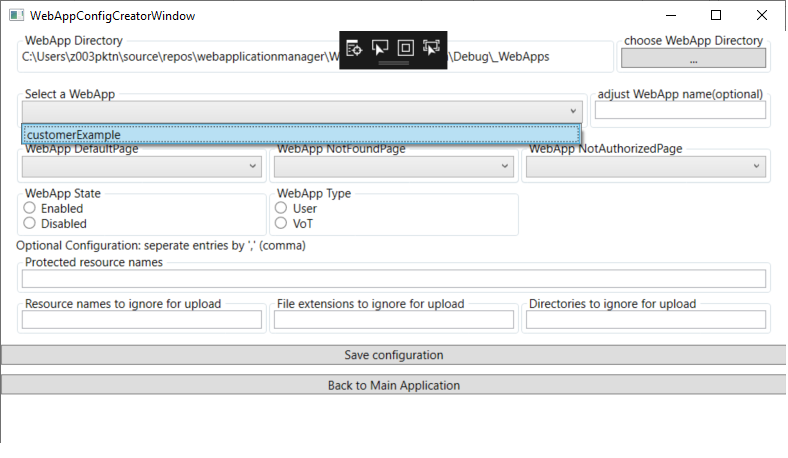 WebAppConfigCreatorWindow
WebApp Directory
choose WebApp Directory
C:\Users\z003pktn\source\repos\webapplicationmanager\W \Debug\_WebApps
...
Select a WebApp
adjust WebApp name(optional)
customerExample
WebApp DefaultPage
WebApp NotFoundPage
WebApp NotAuthorizedPage
WebApp State
WebApp Type
Enabled
User
Disabled
VoT
Optional Configuration: seperate entries by ',' (comma)
Protected resource names
Resource names to ignore for upload
File extensions to ignore for upload
Directories to ignore for upload
Save configuration
Back to Main Application